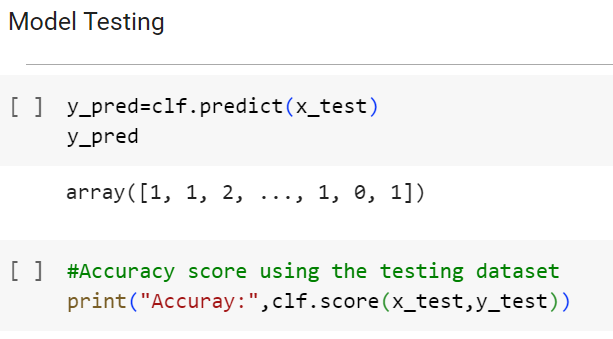 Model Testing
[ ] y_pred=clf.predict(x_test)
y_pred
array([1, 1, 2, ..., 1, 0, 1])
[ ] #Accuracy score using the testing dataset
print("Accuray:",clf.score(x_test,y_test))